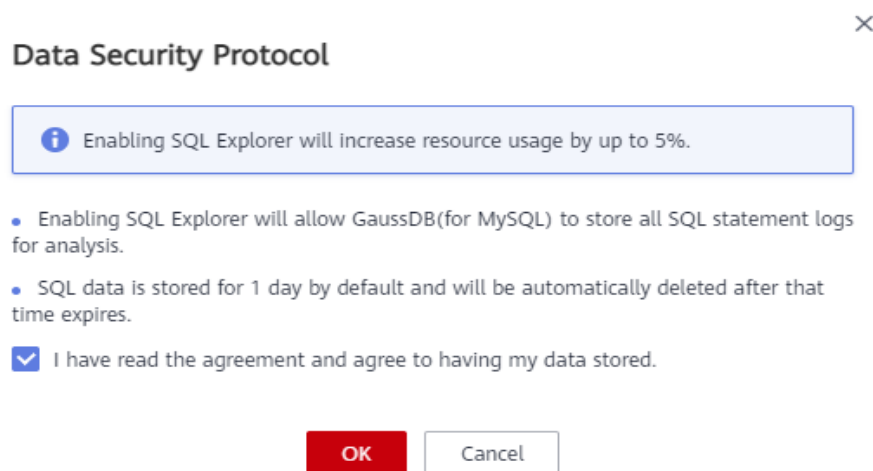 Data Security Protocol
Enabling SQL Explorer will increase resource usage by up to 5%.
Enabling SQL Explorer will allow GaussDB(for MySQL) to store all SQL statement logs
for analysis.
SQL data is stored for 1 day by default and will be automatically deleted after that
time expires.
I have read the agreement and agree to having my data stored.
OK Cancel